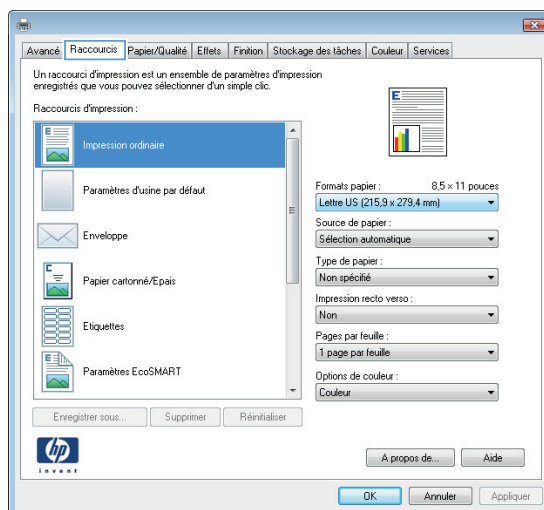 Avancé Raccourcis Papier/Qualité Effets Finition Stockage des tâches Couleur Services
Un raccourci d'impression est un ensemble de paramètres d'impression
enregistrés que vous pouvez sélectionner d'un simple clic.
Raccourcis d'impression :
Impression ordinaire
Paramètres d'usine par défaut
Enveloppe
Papier cartonné/Epais
Etiquettes
Paramètres EcoSMART
Enregistrer sous... Supprimer Réinitialiser
E
Formats papier : 8,5 × 11 pouces
Lettre US (215,9 x 279,4 mm)
Source de papier :
Sélection automatique
Type de papier :
Non spécifié
Impression recto verso :
Non
Pages par feuille :
1 page par feuille
Options de couleur :
Couleur
hp
invent
A propos de... Aide
OK Annuler Appliquer